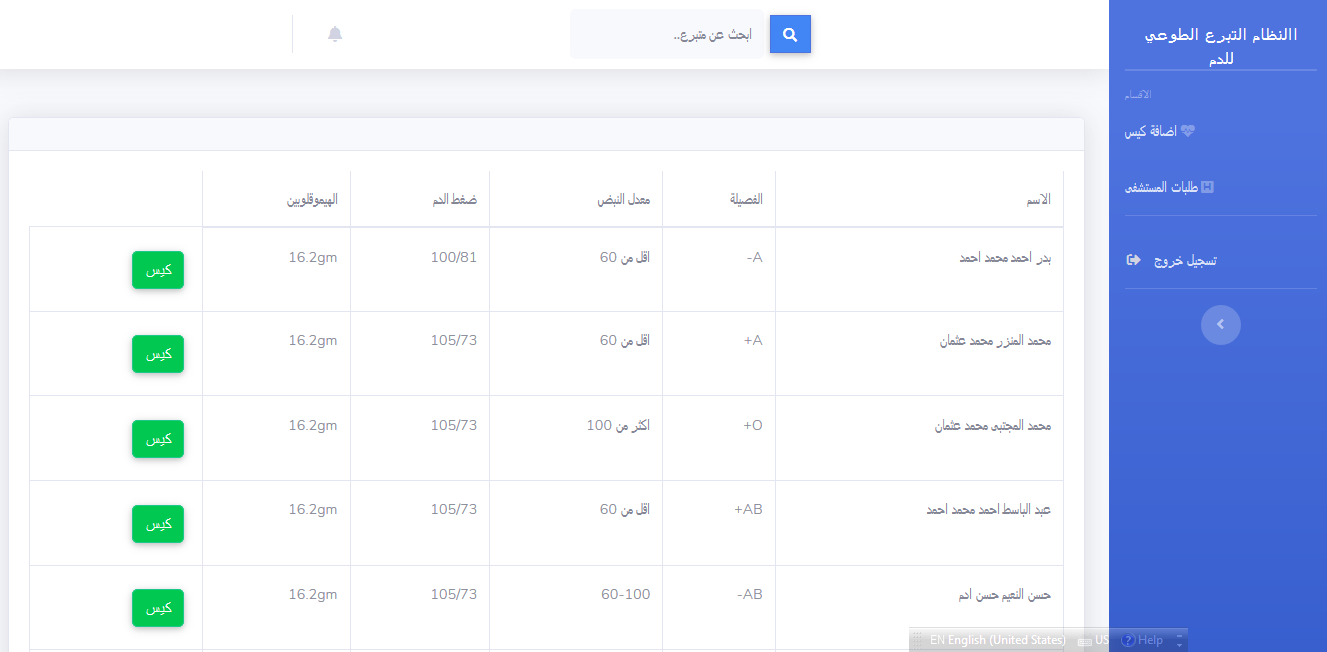 االنظام التبرع الطوعي
للدم
الاقسام
اضافة كيس
طلبات المستشفى
تسجيل خروج
ابحث عن متبرع..
الاسم الفصيلة معدل النبض ضغط الدم الهيموقلوبين
بدر احمد محمد احمد A- اقل من 60 100/81 16.2gm كيس
محمد المنزر محمد عثمان A+ اقل من 60 105/73 16.2gm كيس
محمد المجتبى محمد عثمان O+ اكثر من 100 105/73 16.2gm كيس
عبد الباسط احمد محمد احمد AB+ اقل من 60 105/73 16.2gm كيس
حسن النعيم حسن ادم AB- 60-100 105/73 16.2gm كيس
EN English (United States) US Help